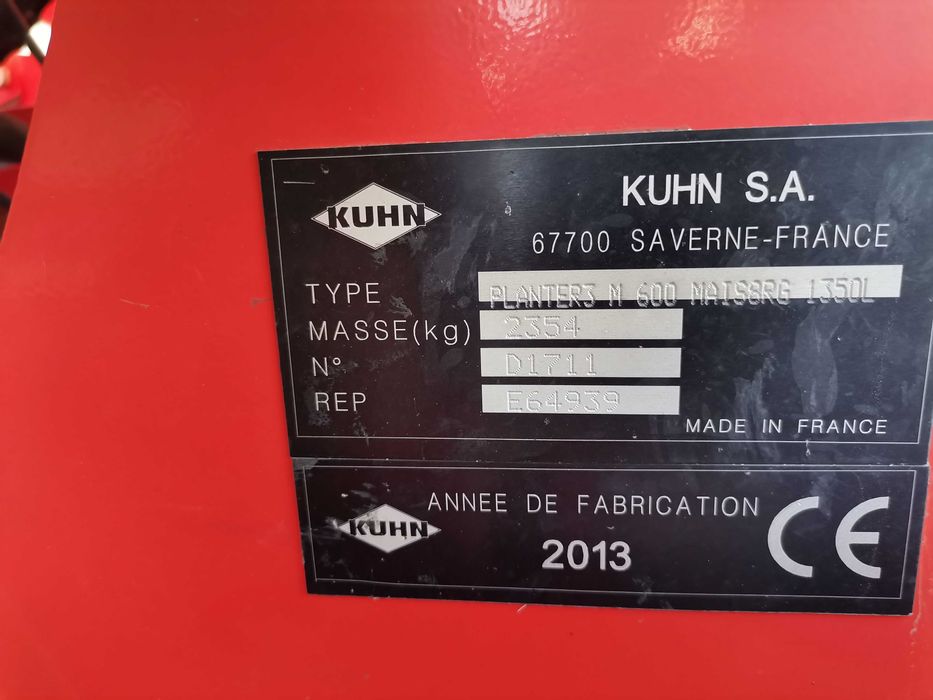 KUHN
KUHN S.A.
67700 SAVERNE-FRANCE
TYPE PLANTER3 M 600 MAIS8RG 1350L
MASSE(kg) 2354
N° D1711
REP E64939
MADE IN FRANCE
KUHN
ANNEE DE FABRICATION
2013
CE